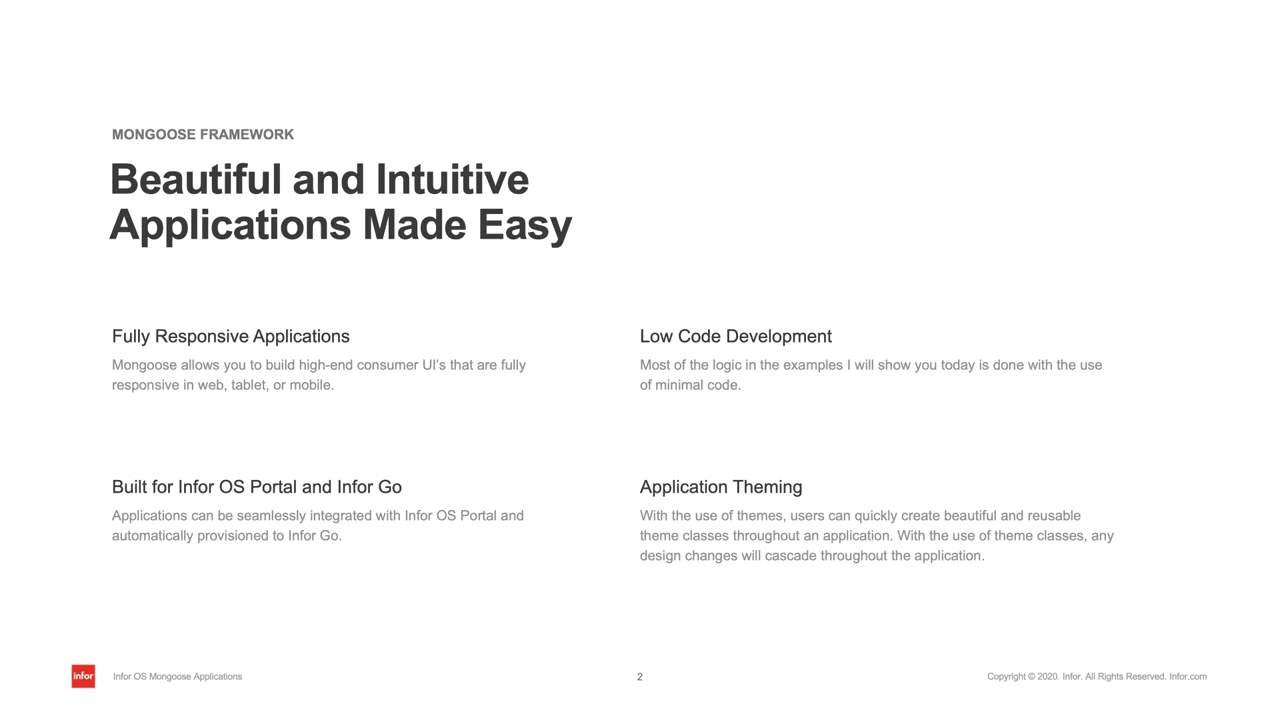 MONGOOSE FRAMEWORK
Beautiful and Intuitive
Applications Made Easy
Fully Responsive Applications
Mongoose allows you to build high-end consumer UI’s that are fully
responsive in web, tablet, or mobile.
Low Code Development
Most of the logic in the examples I will show you today is done with the use
of minimal code.
Built for Infor OS Portal and Infor Go
Applications can be seamlessly integrated with Infor OS Portal and
automatically provisioned to Infor Go.
Application Theming
With the use of themes, users can quickly create beautiful and reusable
theme classes throughout an application. With the use of theme classes, any
design changes will cascade throughout the application.
infor
Infor OS Mongoose Applications
2
Copyright © 2020. Infor. All Rights Reserved. Infor.com